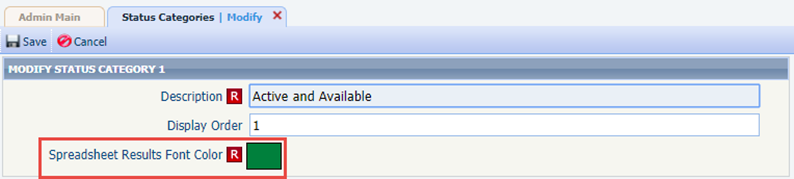 Admin Main
Status Categories | Modify
Save Cancel
MODIFY STATUS CATEGORY 1
Description R Active and Available
Display Order 1
Spreadsheet Results Font Color R